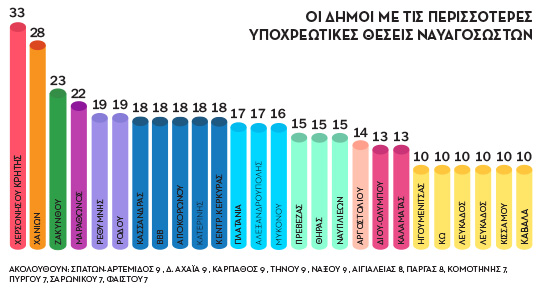 ΟΙ ΔΗΜΟΙ ΜΕ ΤΙΣ ΠΕΡΙΣΣΟΤΕΡΕΣ
ΥΠΟΧΡΕΩΤΙΚΕΣ ΘΕΣΕΙΣ ΝΑΥΑΓΟΣΩΣΤΩΝ
33
28
23
22
19
19
18
18
18
18
18
17
17
16
15
15
15
14
13
13
10
10
10
10
10
10
ΧΕΡΣΟΝΗΣΟΥ ΚΡΗΤΗΣ
ΧΑΝΙΩΝ
ΖΑΚΥΝΘΟΥ
ΜΑΡΑΘΩΝΟΣ
ΡΕΘΥΜΝΗΣ
ΡΟΔΟΥ
ΚΑΣΣΑΝΔΡΑΣ
ΒΒΒ
ΑΠΟΚΟΡΩΝΟΥ
ΚΑΤΕΡΙΝΗΣ
ΚΕΝΤΡ. ΚΕΡΚΥΡΑΣ
ΠΛΑΤΑΝΙΑ
ΑΛΕΞΑΝΔΡΟΥΠΟΛΗΣ
ΜΥΚΟΝΟΥ
ΠΡΕΒΕΖΑΣ
ΘΗΡΑΣ
ΝΑΥΠΛΙΕΩΝ
ΑΡΓΟΣΤΟΛΙΟΥ
ΔΙΟΥ ΟΛΥΜΠΟΥ
ΚΑΛΑΜΑΤΑΣ
ΗΓΟΥΜΕΝΙΤΣΑΣ
ΚΩ
ΛΕΥΚΑΔΟΣ
ΛΕΥΚΑΔΟΣ
ΚΙΣΣΑΜΟΥ
ΚΑΒΑΛΑ
ΑΚΟΛΟΥΘΟΥΝ: ΣΠΑΤΩΝ-ΑΡΤΕΜΙΔΟΣ 9 , Δ. ΑΧΑΪΑ 9 , ΚΑΡΠΑΘΟΣ 9 , ΤΗΝΟΥ 9 , ΝΑΞΟΥ 9 , ΑΙΓΙΑΛΕΙΑΣ 8, ΠΑΡΓΑΣ 8, ΚΟΜΟΤΗΝΗΣ 7,
ΠΥΡΓΟΥ 7, ΣΑΡΩΝΙΚΟΥ 7, ΦΑΙΣΤΟΥ 7